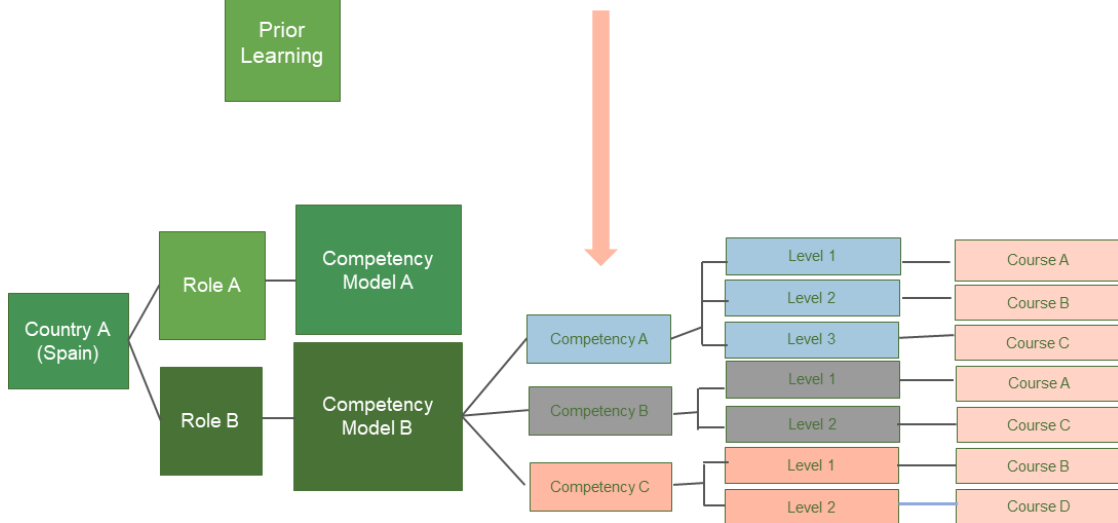 Prior
Learning
Country A
(Spain)
Role A
Role B
Competency
Model A
Competency
Model B
Competency A
Competency B
Competency C
Level 1
Level 2
Level 3
Level 1
Level 2
Level 1
Level 2
Course A
Course B
Course C
Course A
Course C
Course B
Course D